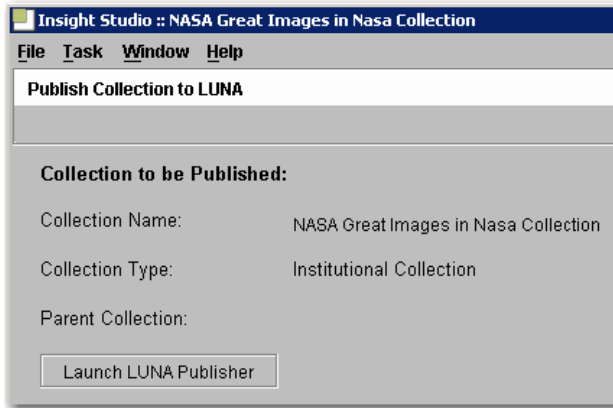 Insight Studio :: NASA Great Images in Nasa Collection
File Task Window Help
Publish Collection to LUNA
Collection to be Published:
Collection Name: NASA Great Images in Nasa Collection
Collection Type: Institutional Collection
Parent Collection:
Launch LUNA Publisher